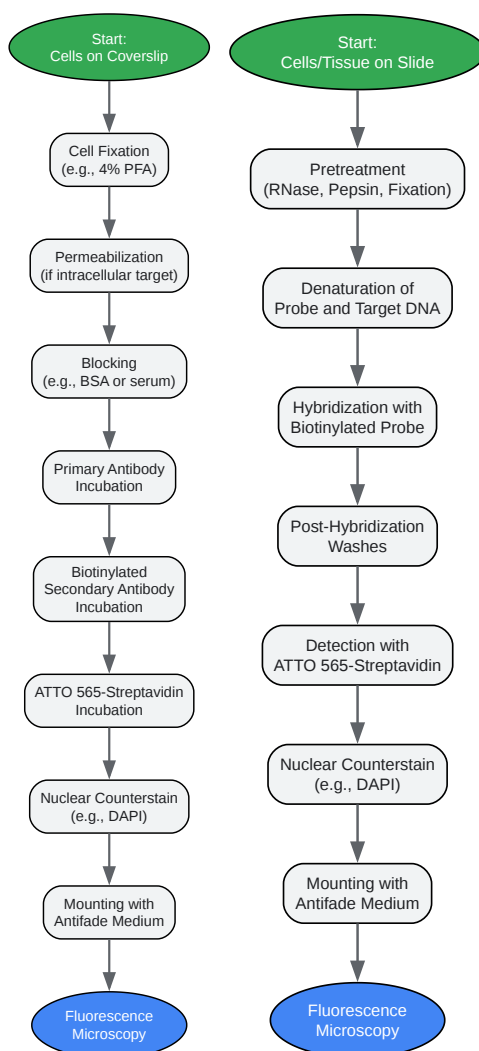 Start:
Cells on Coverslip
Cell Fixation
(e.g., 4% PFA)
Permeabilization
(if intracellular target)
Blocking
(e.g., BSA or serum)
Primary Antibody
Incubation
Biotinylated
Secondary Antibody
Incubation
ATTO 565-Streptavidin
Incubation
Nuclear Counterstain
(e.g., DAPI)
Mounting with
Antifade Medium
Fluorescence
Microscopy
Start:
Cells/Tissue on Slide
Pretreatment
(RNase, Pepsin, Fixation)
Denaturation of
Probe and Target DNA
Hybridization with
Biotinylated Probe
Post-Hybridization
Washes
Detection with
ATTO 565-Streptavidin
Nuclear Counterstain
(e.g., DAPI)
Mounting with
Antifade Medium
Fluorescence
Microscopy